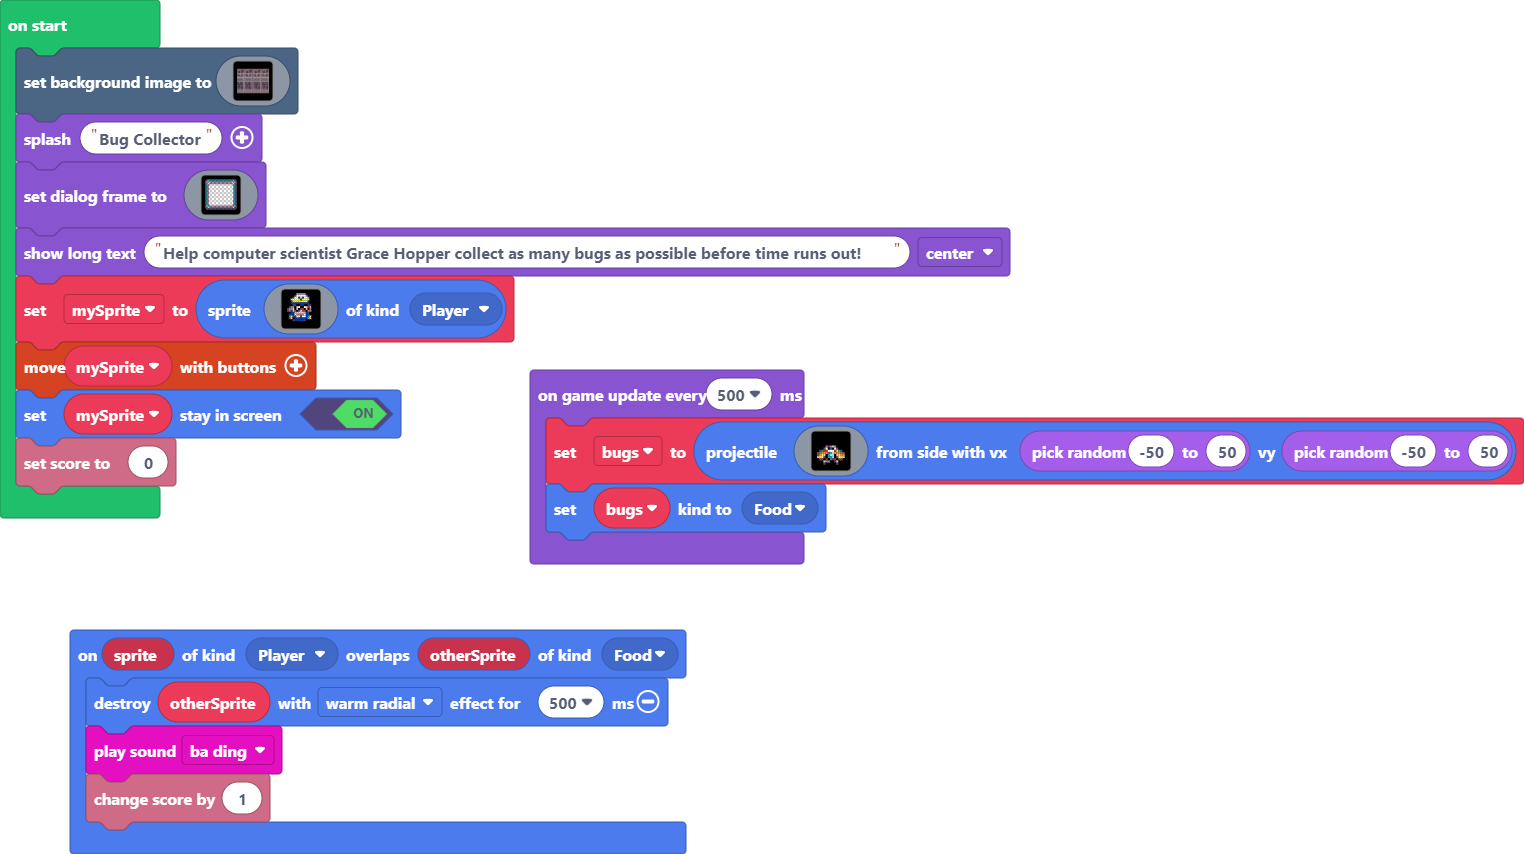 on start
set background image to
splash "Bug Collector"
set dialog frame to
show long text "Help computer scientist Grace Hopper collect as many bugs as possible before time runs out!" center
set mySprite to sprite of kind Player
move mySprite with buttons
set mySprite stay in screen ON
set score to 0
on game update every 500 ms
set bugs to projectile from side with vx pick random -50 to 50 vy pick random -50 to 50
set bugs kind to Food
on sprite of kind Player overlaps otherSprite of kind Food
destroy otherSprite with warm radial effect for 500 ms
play sound ba ding
change score by 1